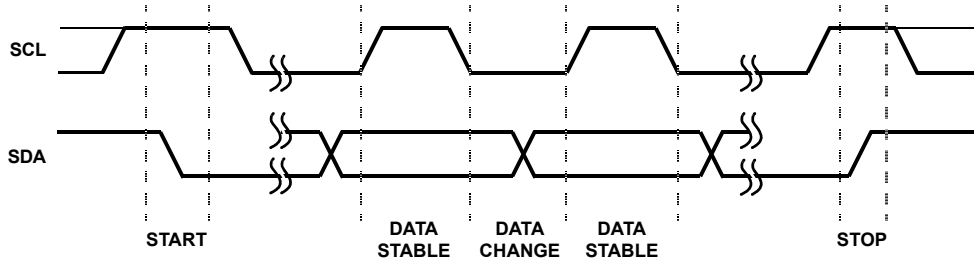 SCL
SDA
START
DATA
STABLE
DATA
CHANGE
DATA
STABLE
STOP